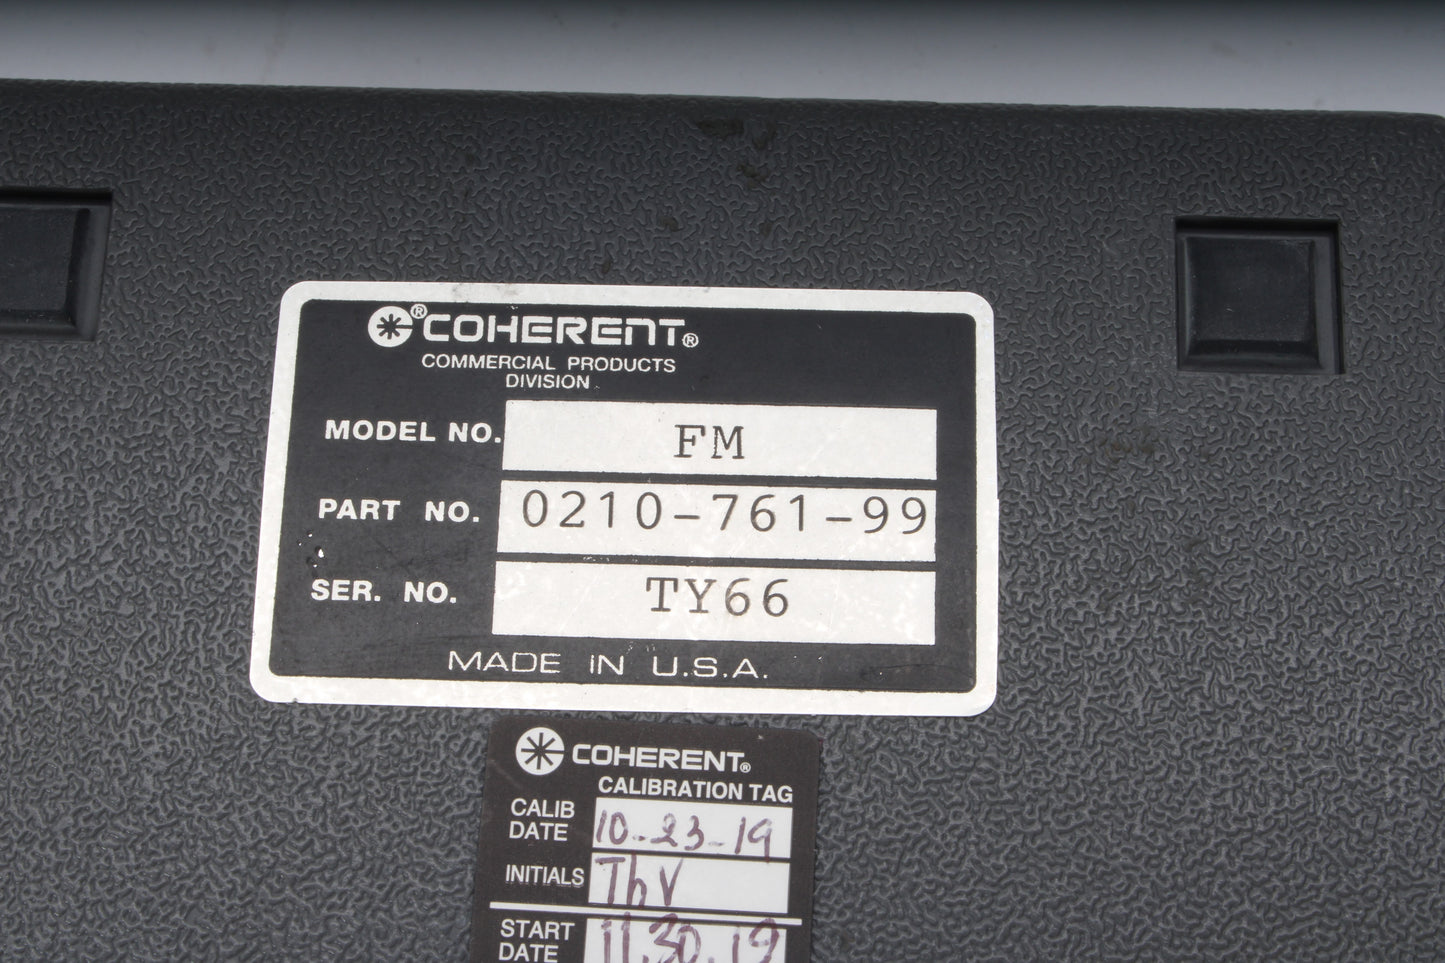 ® COHERENT®
COMMERCIAL PRODUCTS
DIVISION
MODEL NO. FM
PART NO. 0210-761-99
SER. NO. TY66
MADE IN U.S.A.
COHERENT®
CALIBRATION TAG
CALIB DATE 10-23-19
INITIALS ThV
START DATE 11.30.19